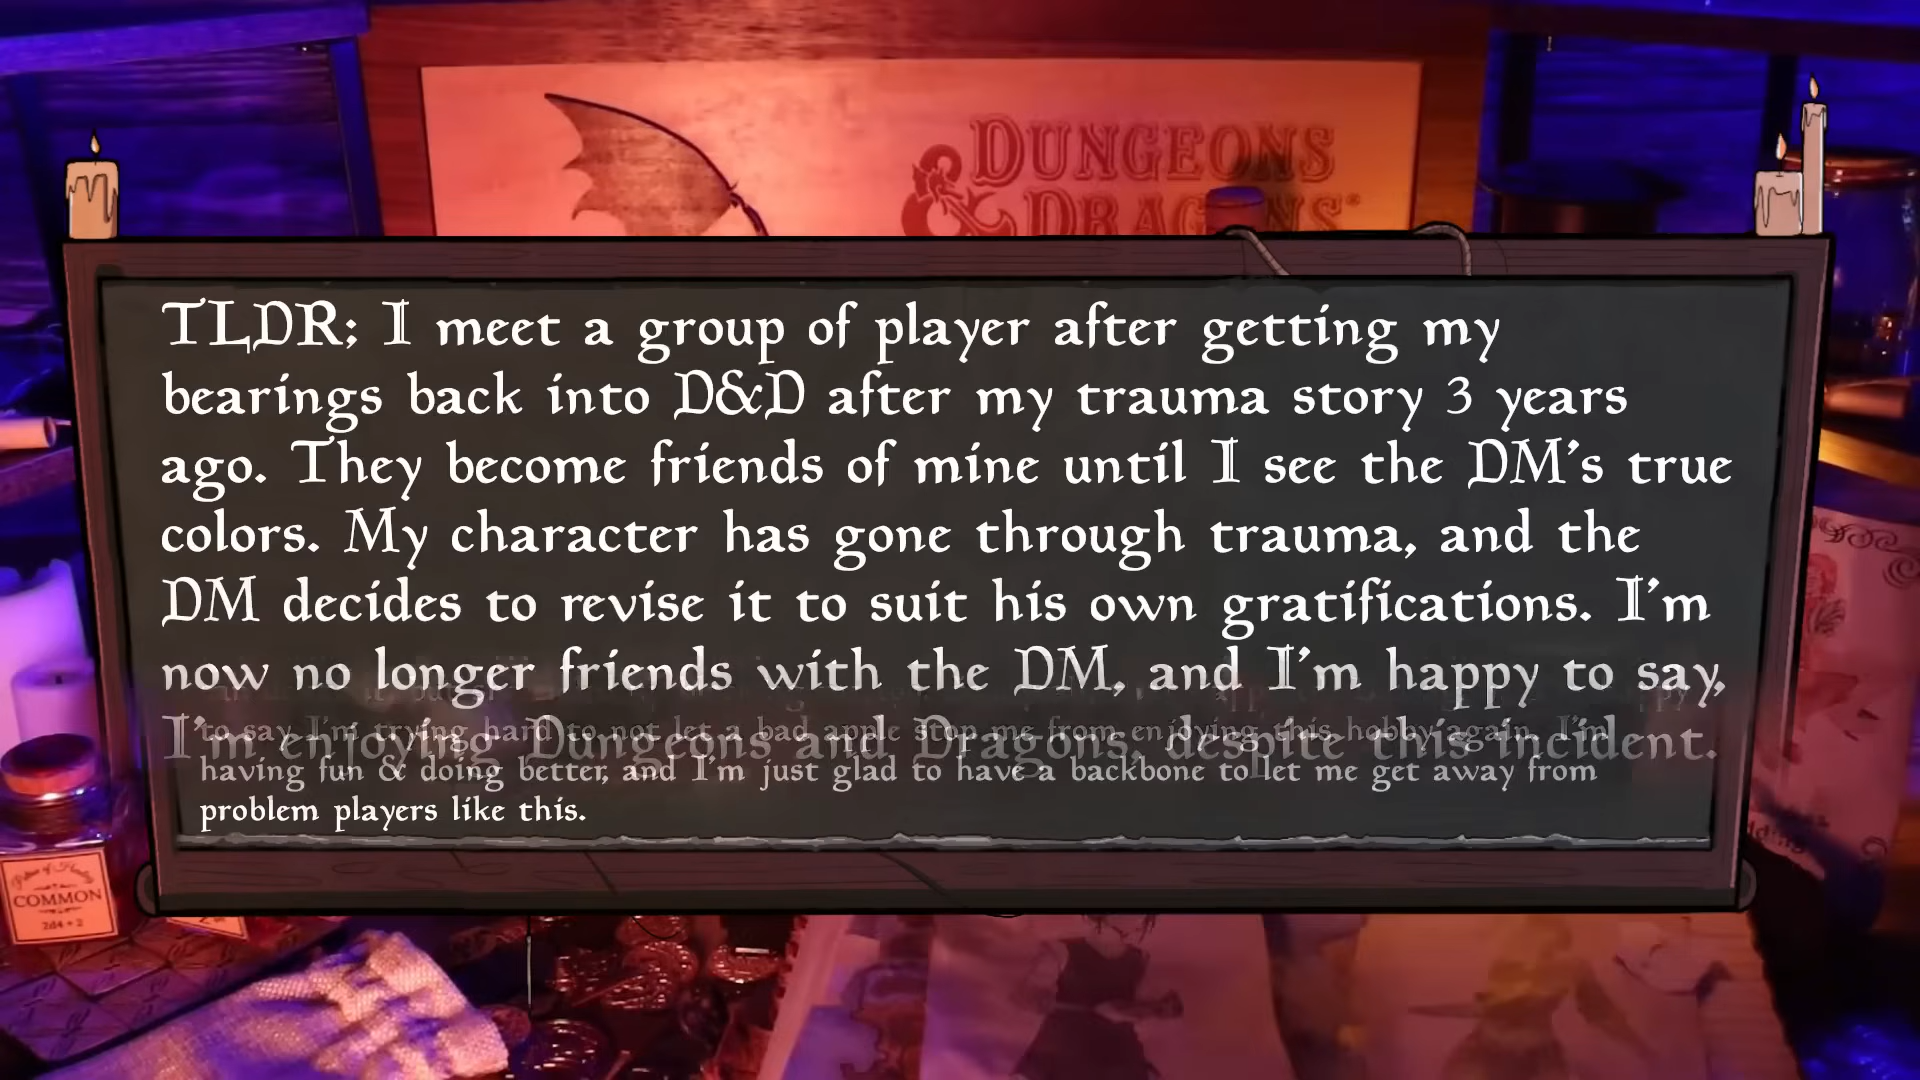 DUNGEONS
& DRAGONS
TLDR; I meet a group of player after getting my
bearings back into D&D after my trauma story 3 years
ago. They become friends of mine until I see the DM's true
colors. My character has gone through trauma, and the
DM decides to revise it to suit his own gratifications. I'm
now no longer friends with the DM, and I'm happy to say,
I'm enjoying Dungeons and Dragons, despite this incident.
to say I'm trying hard to not let a bad apple stop me from enjoying this hobby again. I'm
having fun & doing better, and I'm just glad to have a backbone to let me get away from
problem players like this.
COMMON
2d4+2